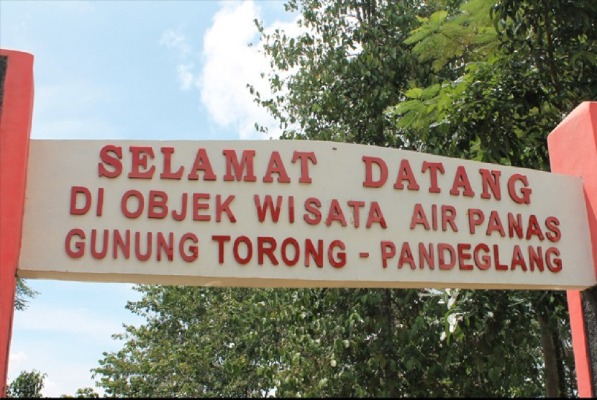 SELAMAT DATANG
DI OBJEK WISATA AIR PANAS
GUNUNG TORONG - PANDEGLANG